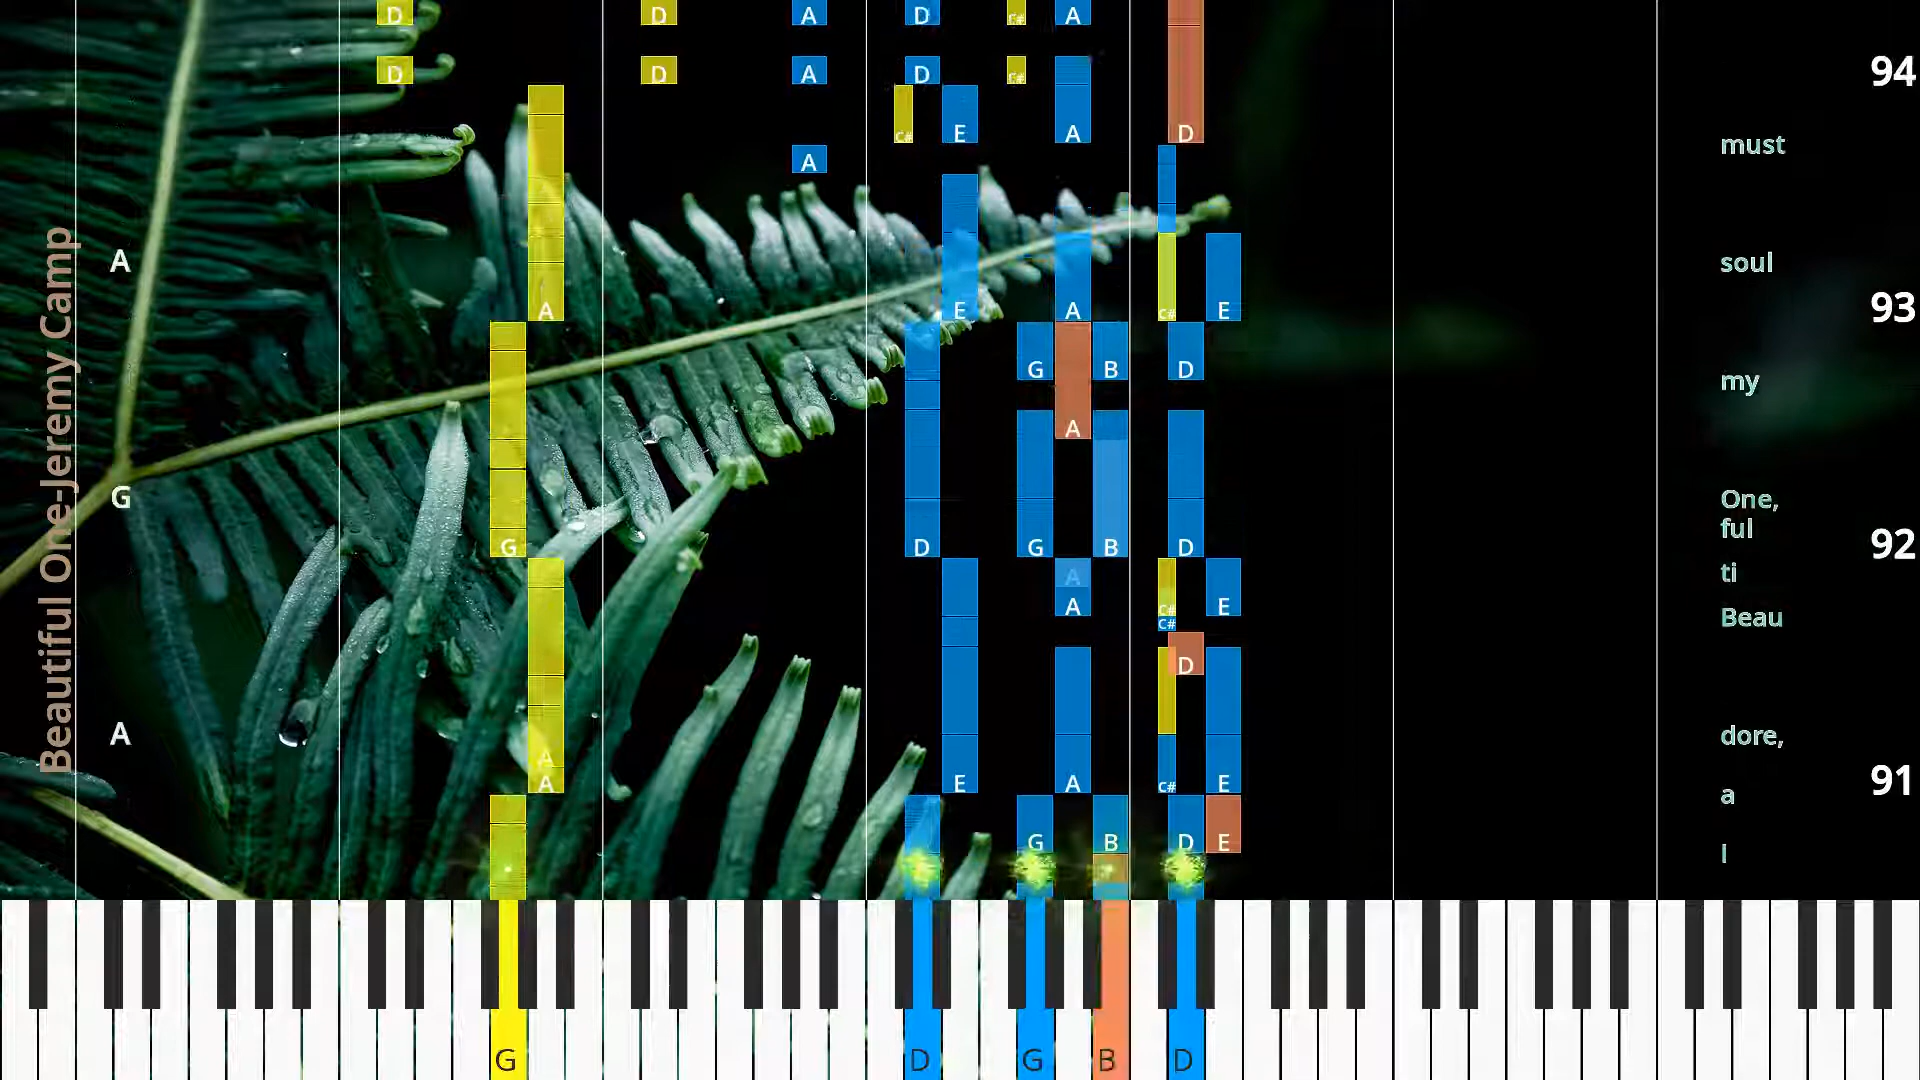 Beautiful One-Jeremy Camp
D D A D C# A
94
D D A D C# A
C# E A D
must
A
A
soul
E A C# E
93
A
G B D
my
A
G
One,
ful
G D G B D
92
A
ti
C# A E
Beau
C#
D
A
dore,
A
A E A C# E
91
a
G B D E
I
G D G B D